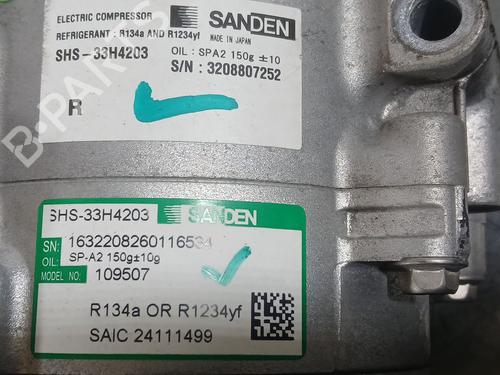 ELECTRIC COMPRESSOR
SANDEN
REFRIGERANT : R134a AND R1234yf
MADE IN JAPAN
SHS-33H4203
OIL : SPA2 150g ±10
S/N : 3208807252
R
B-PARTS
SHS-33H4203
SANDEN
SN: 1632208260116534
OIL: SP-A2 150g±10g
MODEL NO: 109507
R134a OR R1234yf
SAIC 24111499